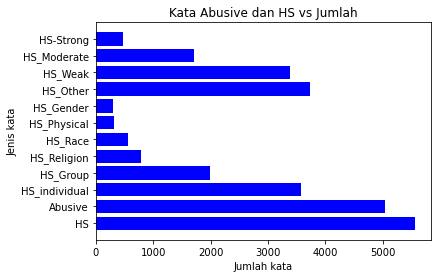 Kata Abusive dan HS vs Jumlah
Jenis kata
HS-Strong
HS_Moderate
HS_Weak
HS_Other
HS_Gender
HS_Physical
HS_Race
HS_Religion
HS_Group
HS_individual
Abusive
HS
0 1000 2000 3000 4000 5000
Jumlah kata